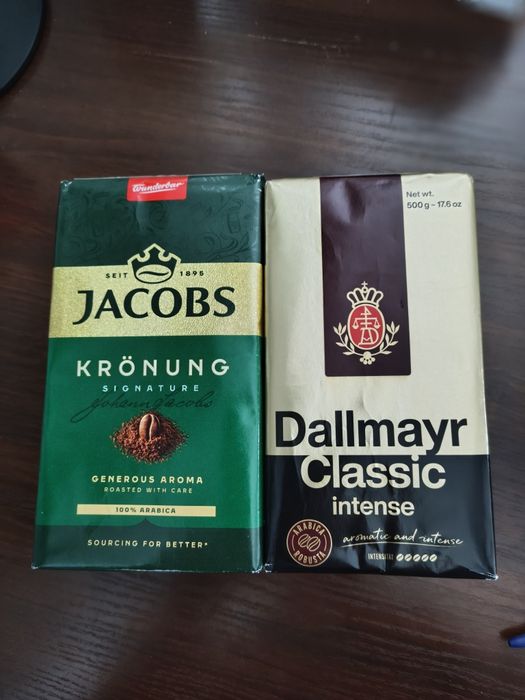 Wunderbar
SEIT 1895
JACOBS
KRÖNUNG
SIGNATURE
Johann Jacobs
GENEROUS AROMA
ROASTED WITH CARE
100% ARABICA
SOURCING FOR BETTER*
Net wt.
500 g – 17.6 oz
Dallmayr
Classic
intense
ARABICA
ROBUSTA
aromatic and intense
INTENSITÄT